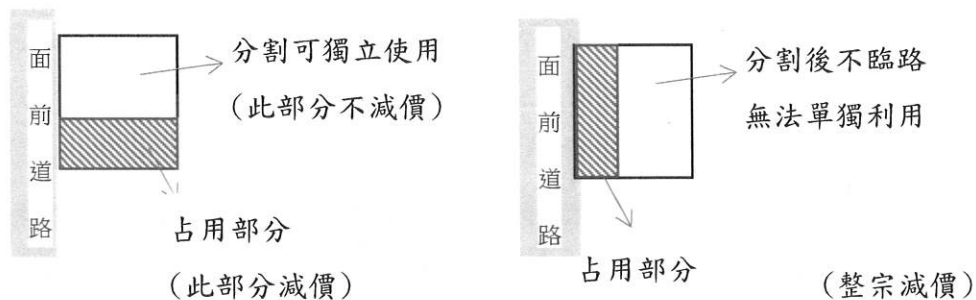 面前道路
分割可獨立使用
(此部分不減價)
占用部分
(此部分減價)
面前道路
分割後不臨路
無法單獨利用
占用部分
(整宗減價)